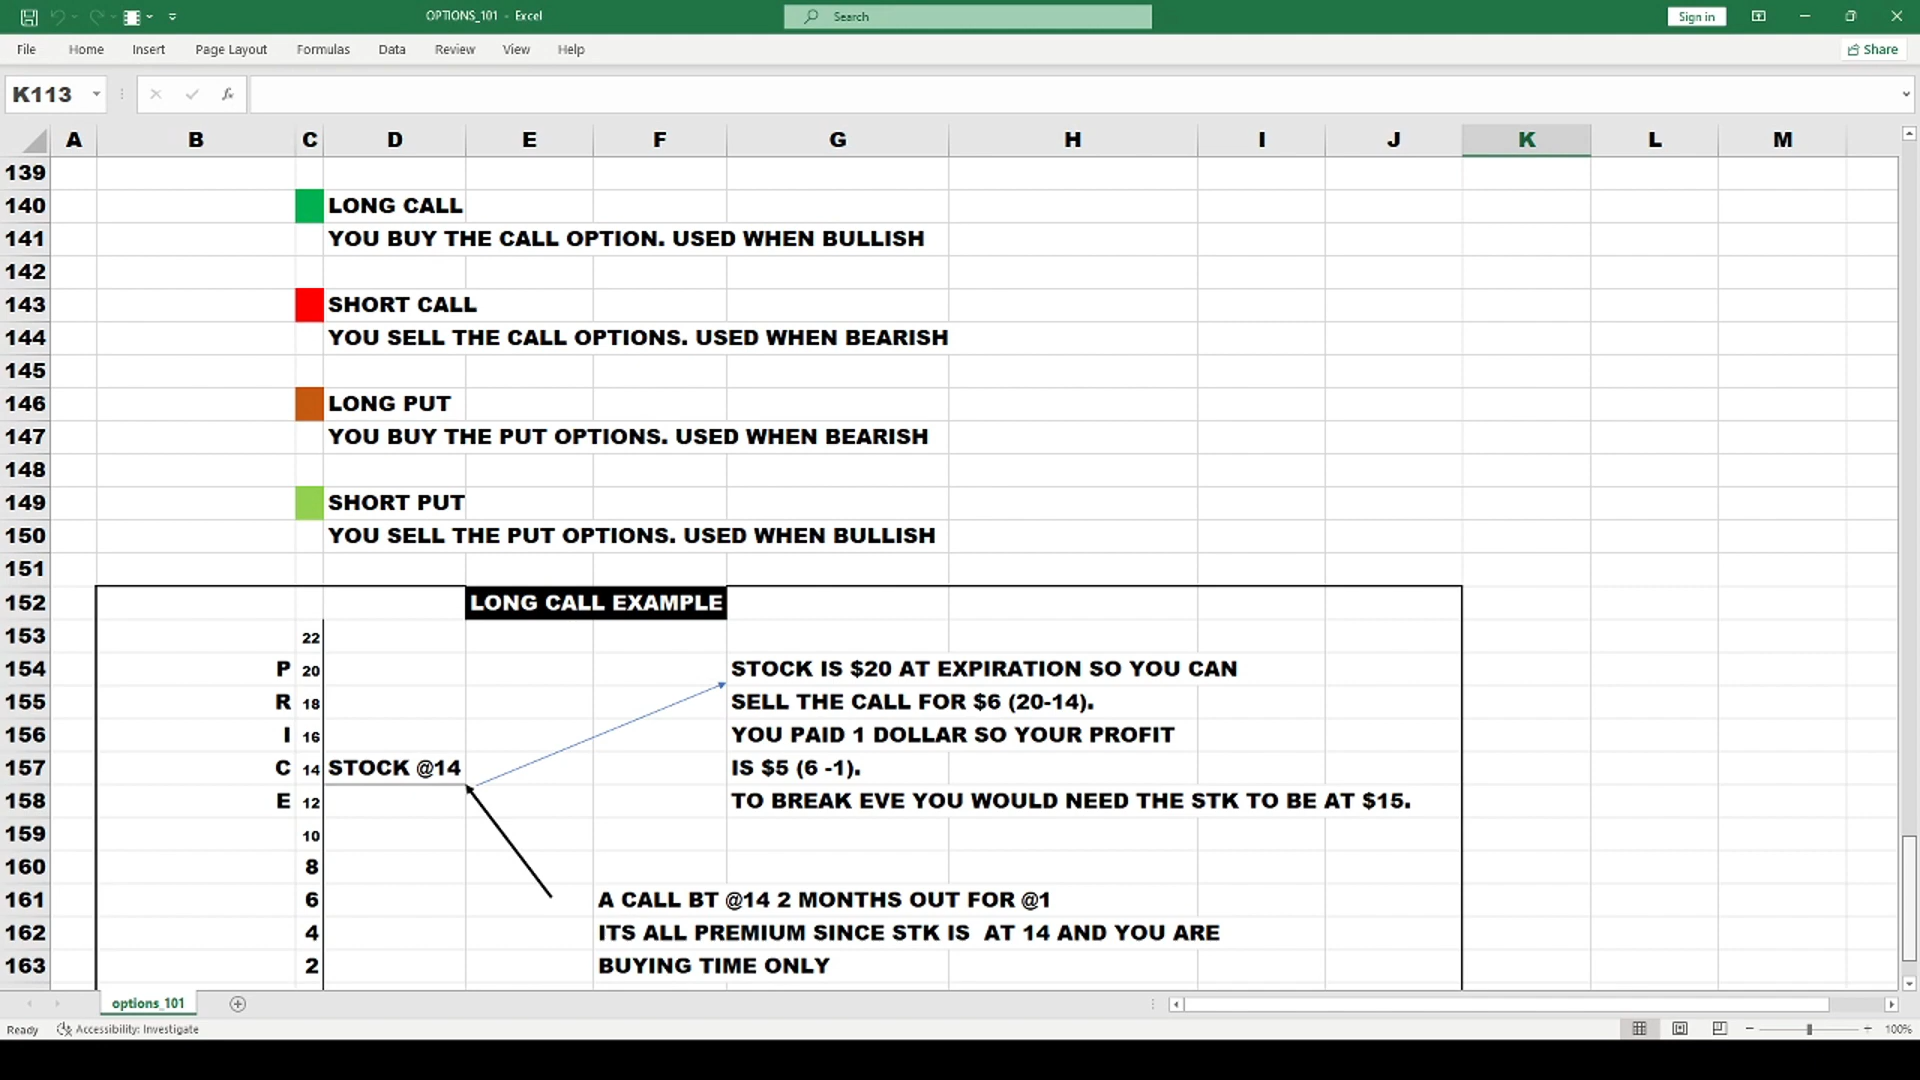 OPTIONS_101 - Excel
Search
Sign in
File Home Insert Page Layout Formulas Data Review View Help
Share
K113
fx
A B C D E F G H I J K L M
139
140 LONG CALL
141 YOU BUY THE CALL OPTION. USED WHEN BULLISH
142
143 SHORT CALL
144 YOU SELL THE CALL OPTIONS. USED WHEN BEARISH
145
146 LONG PUT
147 YOU BUY THE PUT OPTIONS. USED WHEN BEARISH
148
149 SHORT PUT
150 YOU SELL THE PUT OPTIONS. USED WHEN BULLISH
151
152 LONG CALL EXAMPLE
153 22
154 P 20 STOCK IS $20 AT EXPIRATION SO YOU CAN
155 R 18 SELL THE CALL FOR $6 (20-14).
156 I 16 YOU PAID 1 DOLLAR SO YOUR PROFIT
157 C 14 STOCK @14 IS $5 (6 -1).
158 E 12 TO BREAK EVE YOU WOULD NEED THE STK TO BE AT $15.
159 10
160 8
161 6 A CALL BT @14 2 MONTHS OUT FOR @1
162 4 ITS ALL PREMIUM SINCE STK IS  AT 14 AND YOU ARE
163 2 BUYING TIME ONLY
options_101
Ready Accessibility: Investigate
100%